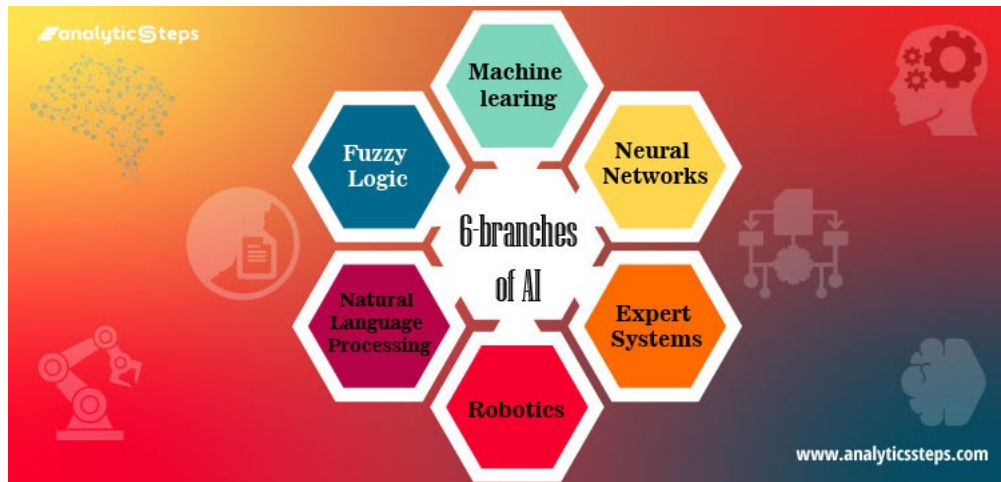 analyticSteps
Machine
learing
Fuzzy
Logic
Neural
Networks
6-branches
of AI
Natural
Language
Processing
Expert
Systems
Robotics
www.analyticssteps.com